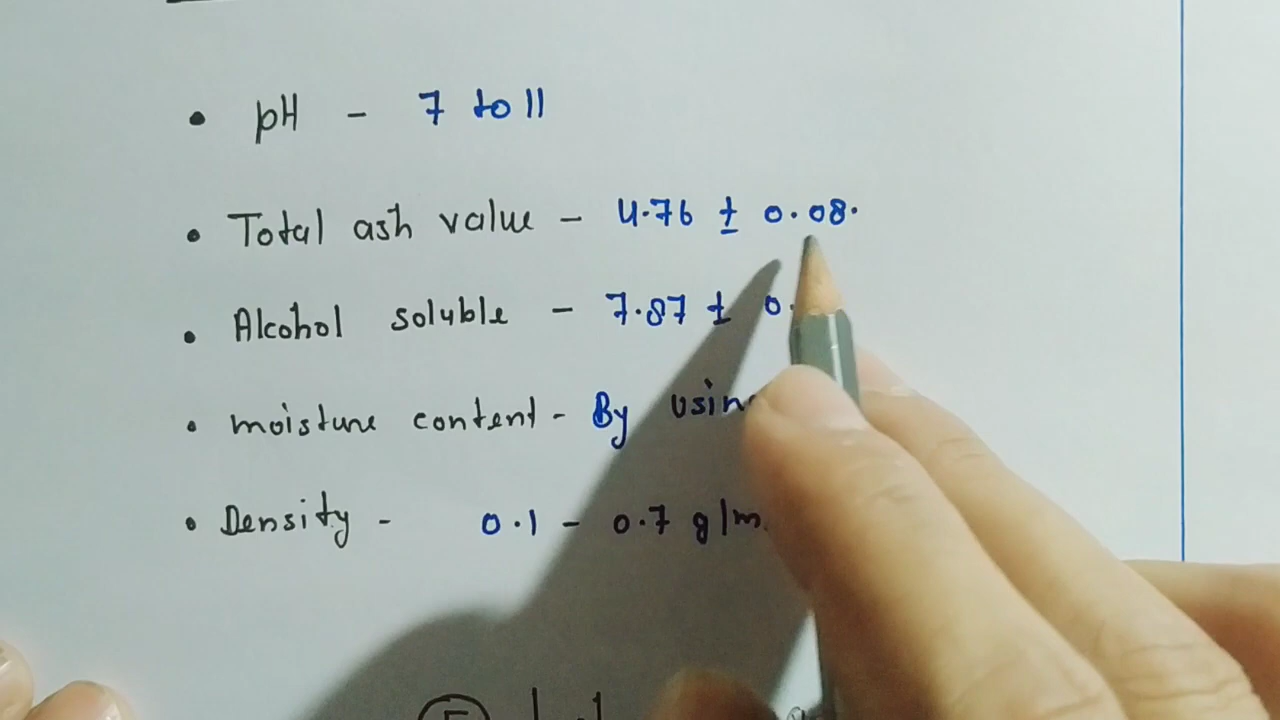 • pH - 7 to 11
• Total ash value - 4.76 ± 0.08.
• Alcohol soluble - 7.87 ± 0.
• moisture content - By using
• Density - 0.1 - 0.7 g/m